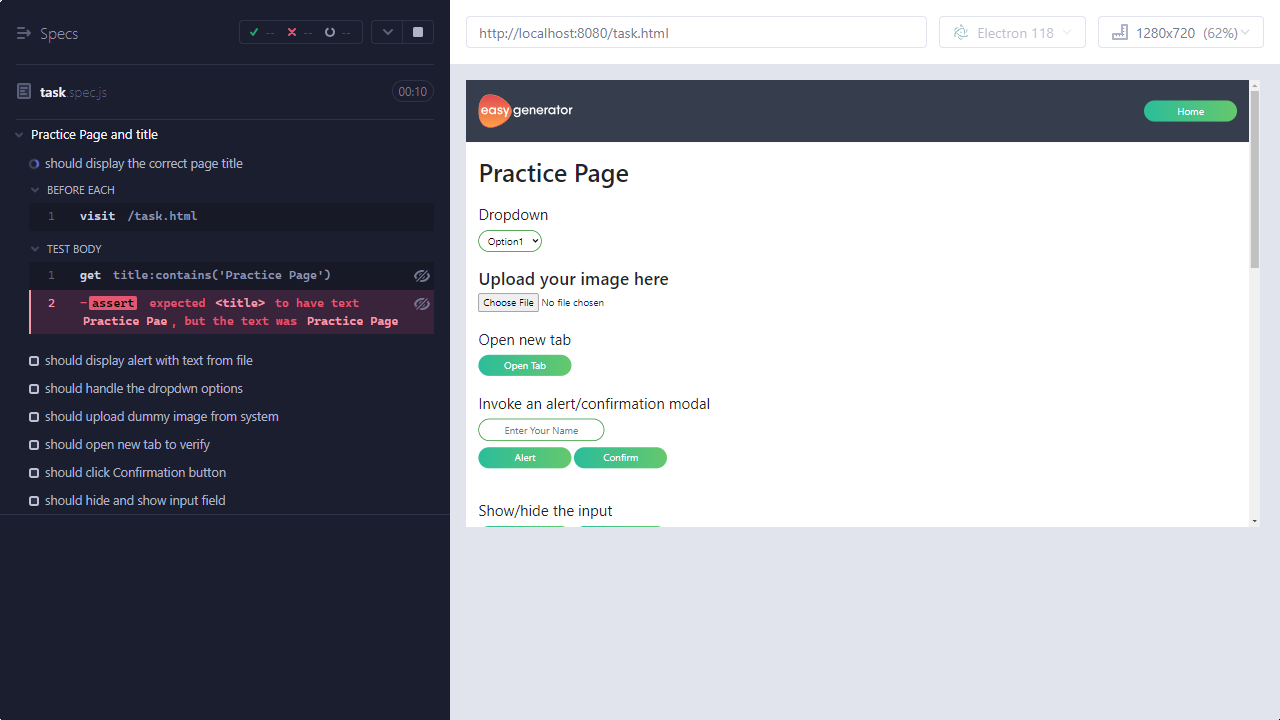 Specs
-- -- --
task.spec.js
00:10
Practice Page and title
should display the correct page title
BEFORE EACH
1 visit /task.html
TEST BODY
1 get title:contains('Practice Page')
2 -assert expected <title> to have text
Practice Pae, but the text was Practice Page
should display alert with text from file
should handle the dropdwn options
should upload dummy image from system
should open new tab to verify
should click Confirmation button
should hide and show input field
http://localhost:8080/task.html
Electron 118
1280x720 (62%)
easygenerator
Home
Practice Page
Dropdown
Option1
Upload your image here
Choose File No file chosen
Open new tab
Open Tab
Invoke an alert/confirmation modal
Enter Your Name
Alert Confirm
Show/hide the input